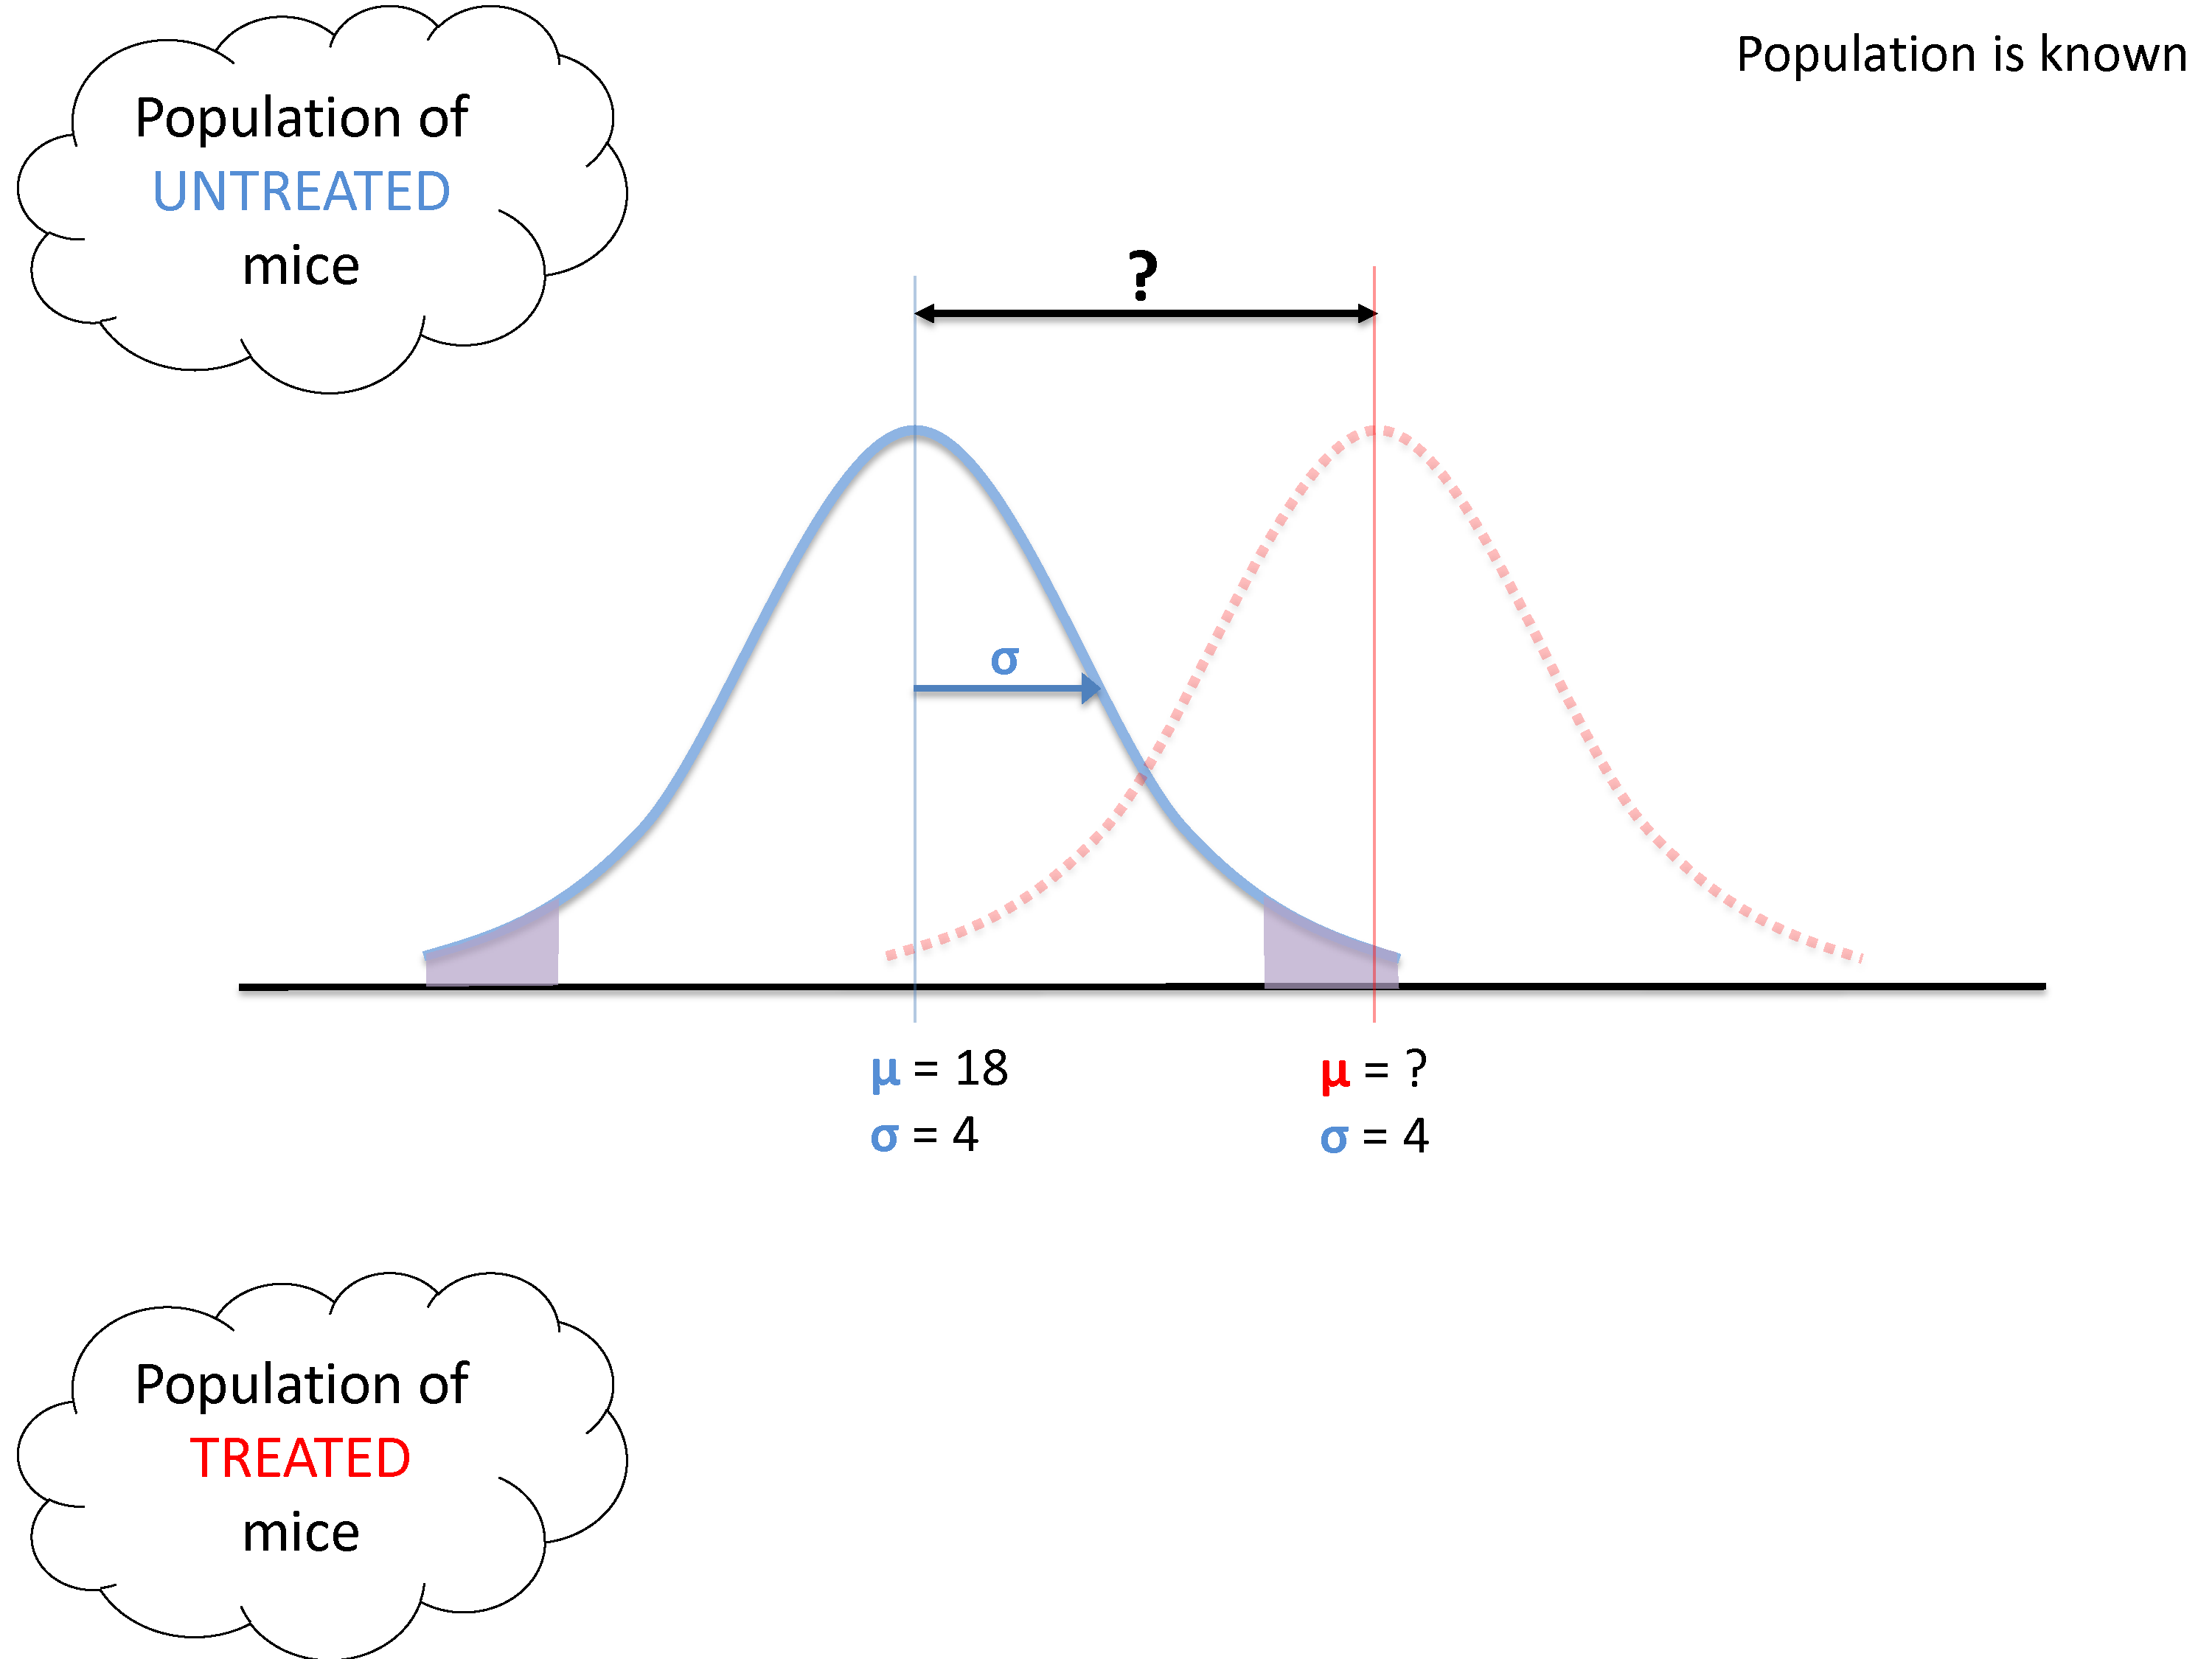 Population is known
Population of
UNTREATED
mice
?
σ
μ = 18
σ = 4
μ = ?
σ = 4
Population of
TREATED
mice